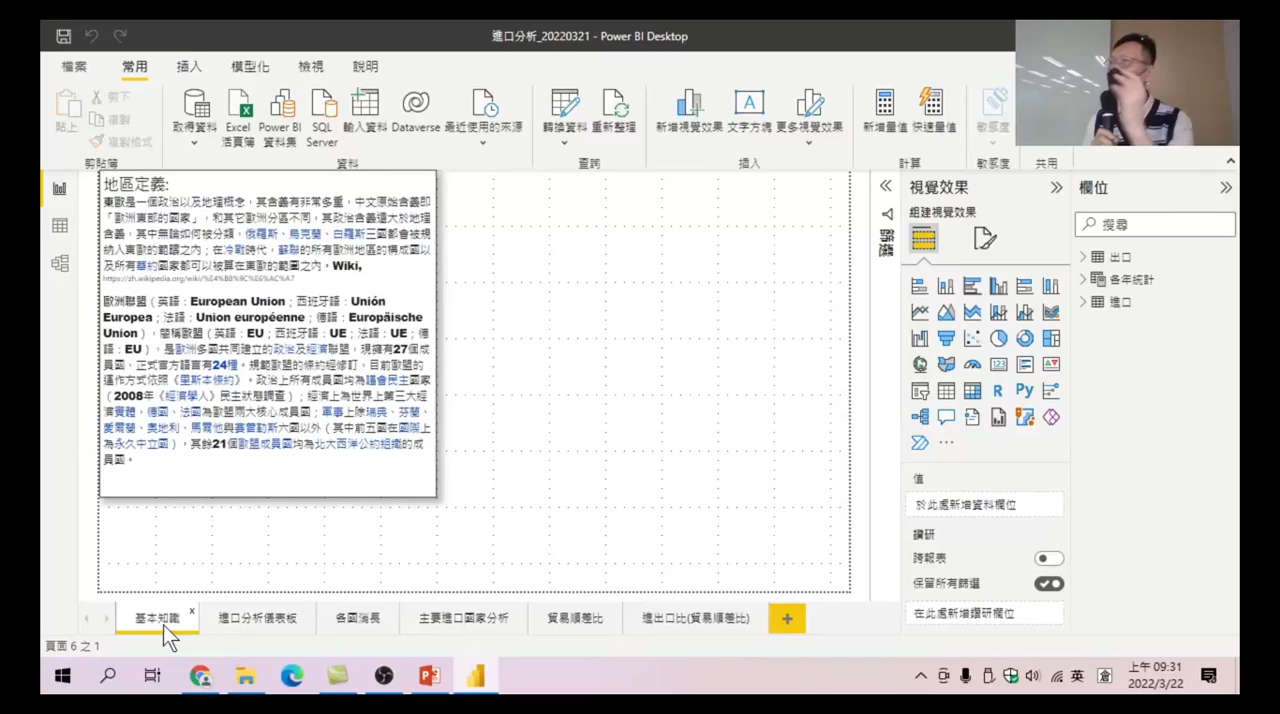 進口分析_20220321 - Power BI Desktop
檔案 常用 插入 模型化 檢視 說明
貼上 剪下 複製 複製格式
取得資料 Excel 活頁簿 Power BI 資料集 SQL Server 輸入資料 Dataverse 最近使用的來源
轉換資料 重新整理
新增視覺效果 文字方塊 更多視覺效果
新增量值 快速量值
敏感度
剪貼簿 資料 查詢 插入 計算 敏感度 共用
地區定義:
東歐是一個政治以及地理概念，其含義有非常多重，中文原始含義即
「歐洲東部的國家」，和其它歐洲分區不同，其政治含義遠大於地理
含義，其中無論如何被分類，俄羅斯、烏克蘭、白羅斯三國都會被規
納入東歐的範疇之內；在冷戰時代，蘇聯的所有歐洲地區的構成國以
及所有華約國家都可以被算在東歐的範圍之內。Wiki,
https://zh.wikipedia.org/wiki/%E4%B8%9C%E6%AC%A7
歐洲聯盟（英語：European Union；西班牙語：Unión
Europea；法語：Union européenne；德語：Europäische
Union），簡稱歐盟（英語：EU；西班牙語：UE；法語：UE；德
語：EU），是歐洲多國共同建立的政治及經濟聯盟，現擁有27個成
員國，正式官方語言有24種。規範歐盟的條約經修訂，目前歐盟的
運作方式依照《里斯本條約》，政治上所有成員國均為議會民主國家
（2008年《經濟學人》民主狀態調查）；經濟上為世界上第三大經
濟實體，德國、法國為歐盟兩大核心成員國；軍事上除瑞典、芬蘭、
愛爾蘭、奧地利、馬爾他與賽普勒斯六國以外（其中前五國在國際上
為永久中立國），其餘21個歐盟成員國均為北大西洋公約組織的成
員國。
篩選
視覺效果
組建視覺效果
R Py
值
於此處新增資料欄位
鑽研
跨報表
保留所有篩選
在此處新增鑽研欄位
欄位
搜尋
出口
各年統計
進口
基本知識 進口分析儀表板 各國消長 主要進口國家分析 貿易順差比 進出口比(貿易順差比)
頁面 6 之 1
英 上午 09:31
2022/3/22